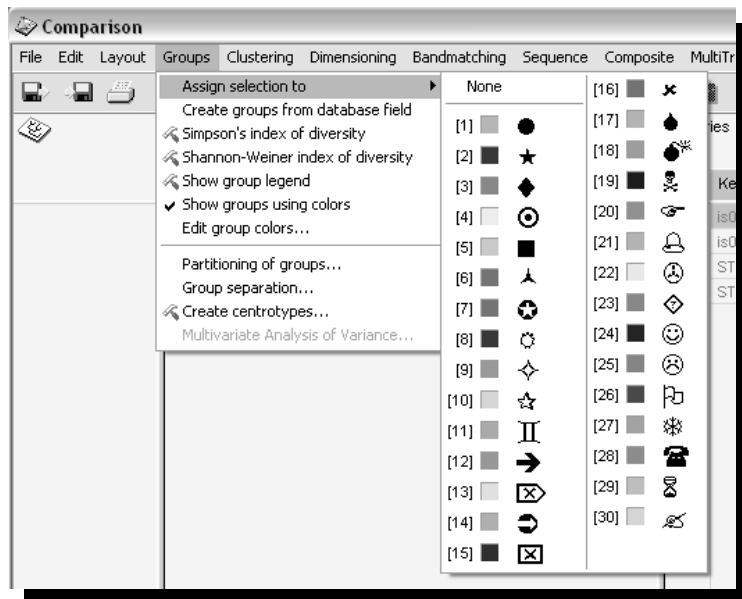 Comparison
File Edit Layout Groups Clustering Dimensioning Bandmatching Sequence Composite MultiTr
Assign selection to
Create groups from database field
Simpson's index of diversity
Shannon-Weiner index of diversity
Show group legend
Show groups using colors
Edit group colors...
Partitioning of groups...
Group separation...
Create centrotypes...
Multivariate Analysis of Variance...
None
[1]
[2]
[3]
[4]
[5]
[6]
[7]
[8]
[9]
[10]
[11]
[12]
[13]
[14]
[15]
[16]
[17]
[18]
[19]
[20]
[21]
[22]
[23]
[24]
[25]
[26]
[27]
[28]
[29]
[30]
ies
Ke
is0
is0
ST
ST